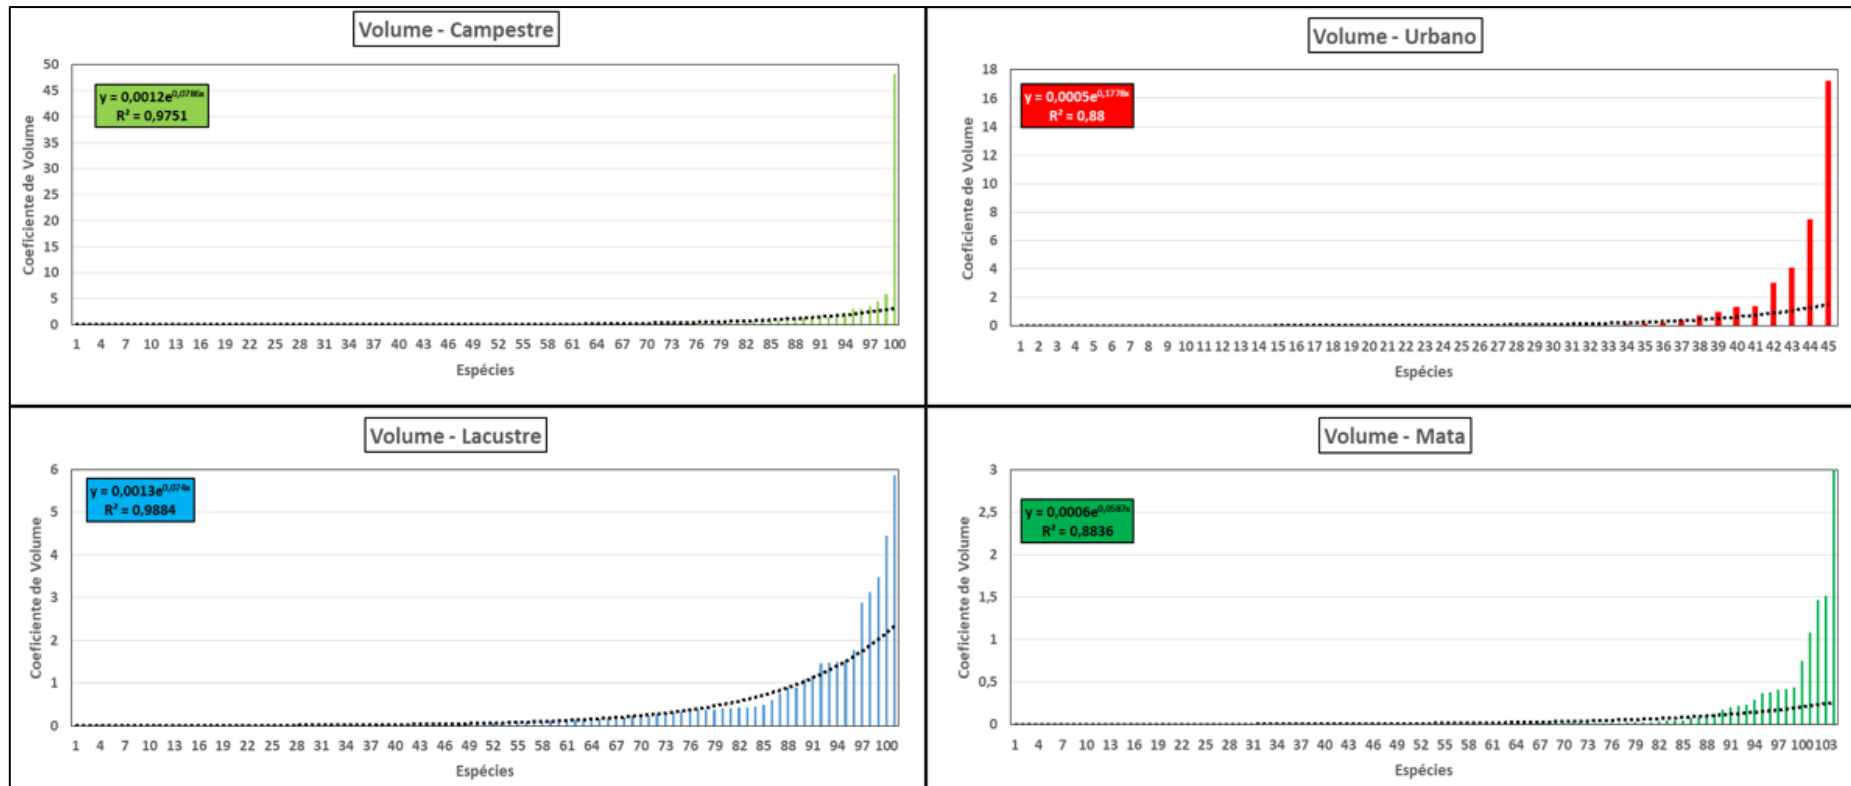 Volume - Campestre
50
45
40
35
30
25
20
15
10
5
0
Coeficiente de Volume
y = 0,0012e^0,0786x
R² = 0,9751
1 4 7 10 13 16 19 22 25 28 31 34 37 40 43 46 49 52 55 58 61 64 67 70 73 76 79 82 85 88 91 94 97 100
Espécies
Volume - Urbano
18
16
14
12
10
8
6
4
2
0
Coeficiente de Volume
y = 0,0005e^0,1778x
R² = 0,88
1 2 3 4 5 6 7 8 9 10 11 12 13 14 15 16 17 18 19 20 21 22 23 24 25 26 27 28 29 30 31 32 33 34 35 36 37 38 39 40 41 42 43 44 45
Espécies
Volume - Lacustre
6
5
4
3
2
1
0
Coeficiente de Volume
y = 0,0013e^0,074x
R² = 0,9884
1 4 7 10 13 16 19 22 25 28 31 34 37 40 43 46 49 52 55 58 61 64 67 70 73 76 79 82 85 88 91 94 97 100
Espécies
Volume - Mata
3
2,5
2
1,5
1
0,5
0
Coeficiente de Volume
y = 0,0006e^0,0587x
R² = 0,8836
1 4 7 10 13 16 19 22 25 28 31 34 37 40 43 46 49 52 55 58 61 64 67 70 73 76 79 82 85 88 91 94 97 100 103
Espécies